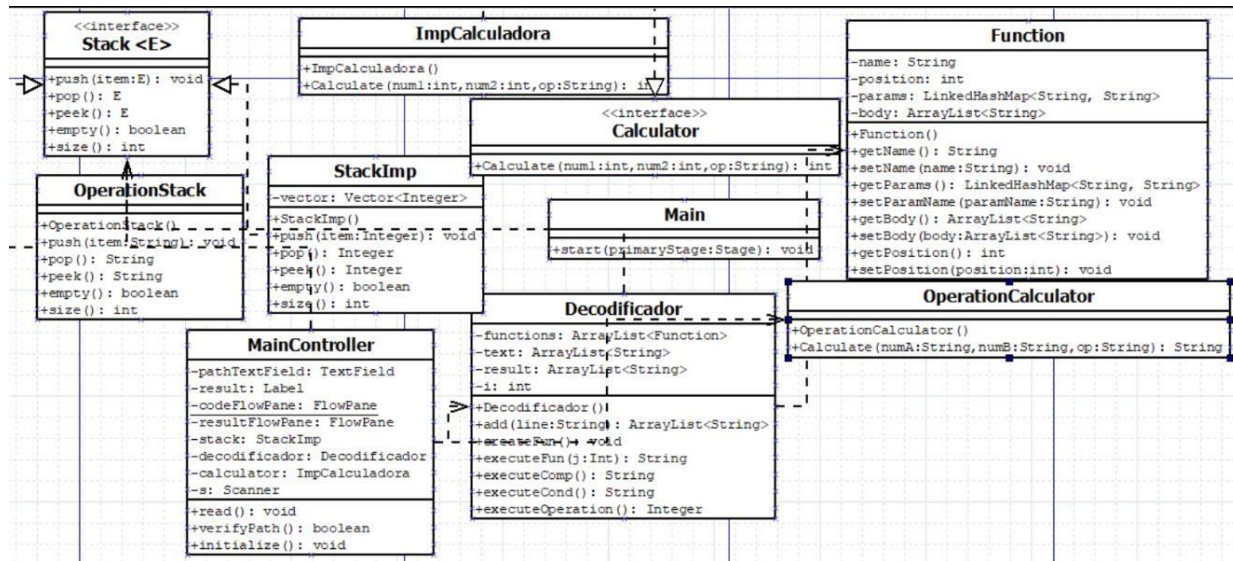 <<interface>>
Stack <E>
+push(item:E): void
+pop(): E
+peek(): E
+empty(): boolean
+size(): int
ImpCalculadora
+ImpCalculadora()
+Calculate(num1:int,num2:int,op:String): int
<<interface>>
Calculator
+Calculate(num1:int,num2:int,op:String): int
Function
-name: String
-position: int
-params: LinkedHashMap<String, String>
-body: ArrayList<String>
+Function()
+getName(): String
+setName(name:String): void
+getParams(): LinkedHashMap<String, String>
+setParamName(paramName:String): void
+getBody(): ArrayList<String>
+setBody(body:ArrayList<String>): void
+getPosition(): int
+setPosition(position:int): void
OperationStack
+OperationStack()
+push(item:String): void
+pop(): String
+peek(): String
+empty(): boolean
+size(): int
StackImp
-vector: Vector<Integer>
+StackImp()
+push(item:Integer): void
+pop(): Integer
+peek(): Integer
+empty(): boolean
+size(): int
Main
+start(primaryStage:Stage): void
OperationCalculator
+OperationCalculator()
+Calculate(numA:String,numB:String,op:String): String
Decodificador
-functions: ArrayList<Function>
-text: ArrayList<String>
-result: ArrayList<String>
-i: int
+Decodificador()
+add(line:String): ArrayList<String>
+createFun(): void
+executeFun(j:Int): String
+executeComp(): String
+executeCond(): String
+executeOperation(): Integer
MainController
-pathTextField: TextField
-result: Label
-codeFlowPane: FlowPane
-resultFlowPane: FlowPane
-stack: StackImp
-decodificador: Decodificador
-calculator: ImpCalculadora
-s: Scanner
+read(): void
+verifyPath(): boolean
+initialize(): void